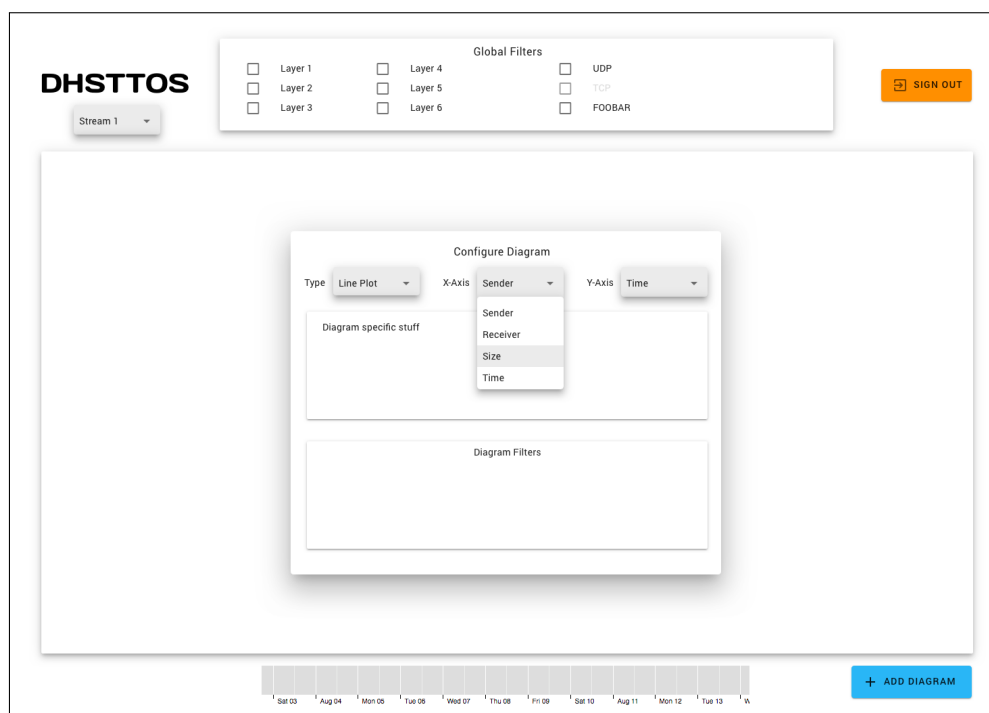 Global Filters
Layer 1 Layer 4 UDP
DHSTTOS
Layer 2 Layer 5 TCP
SIGN OUT
Layer 3 Layer 6 FOOBAR
Stream 1
Configure Diagram
Type Line Plot X-Axis Sender Y-Axis Time
Sender
Diagram specific stuff
Receiver
Size
Time
Diagram Filters
+ ADD DIAGRAM
Sat 03 Aug 04 Mon 05 Tue 06 Wed 07 Thu 08 Fri 09 Sat 10 Aug 11 Mon 12 Tue 13